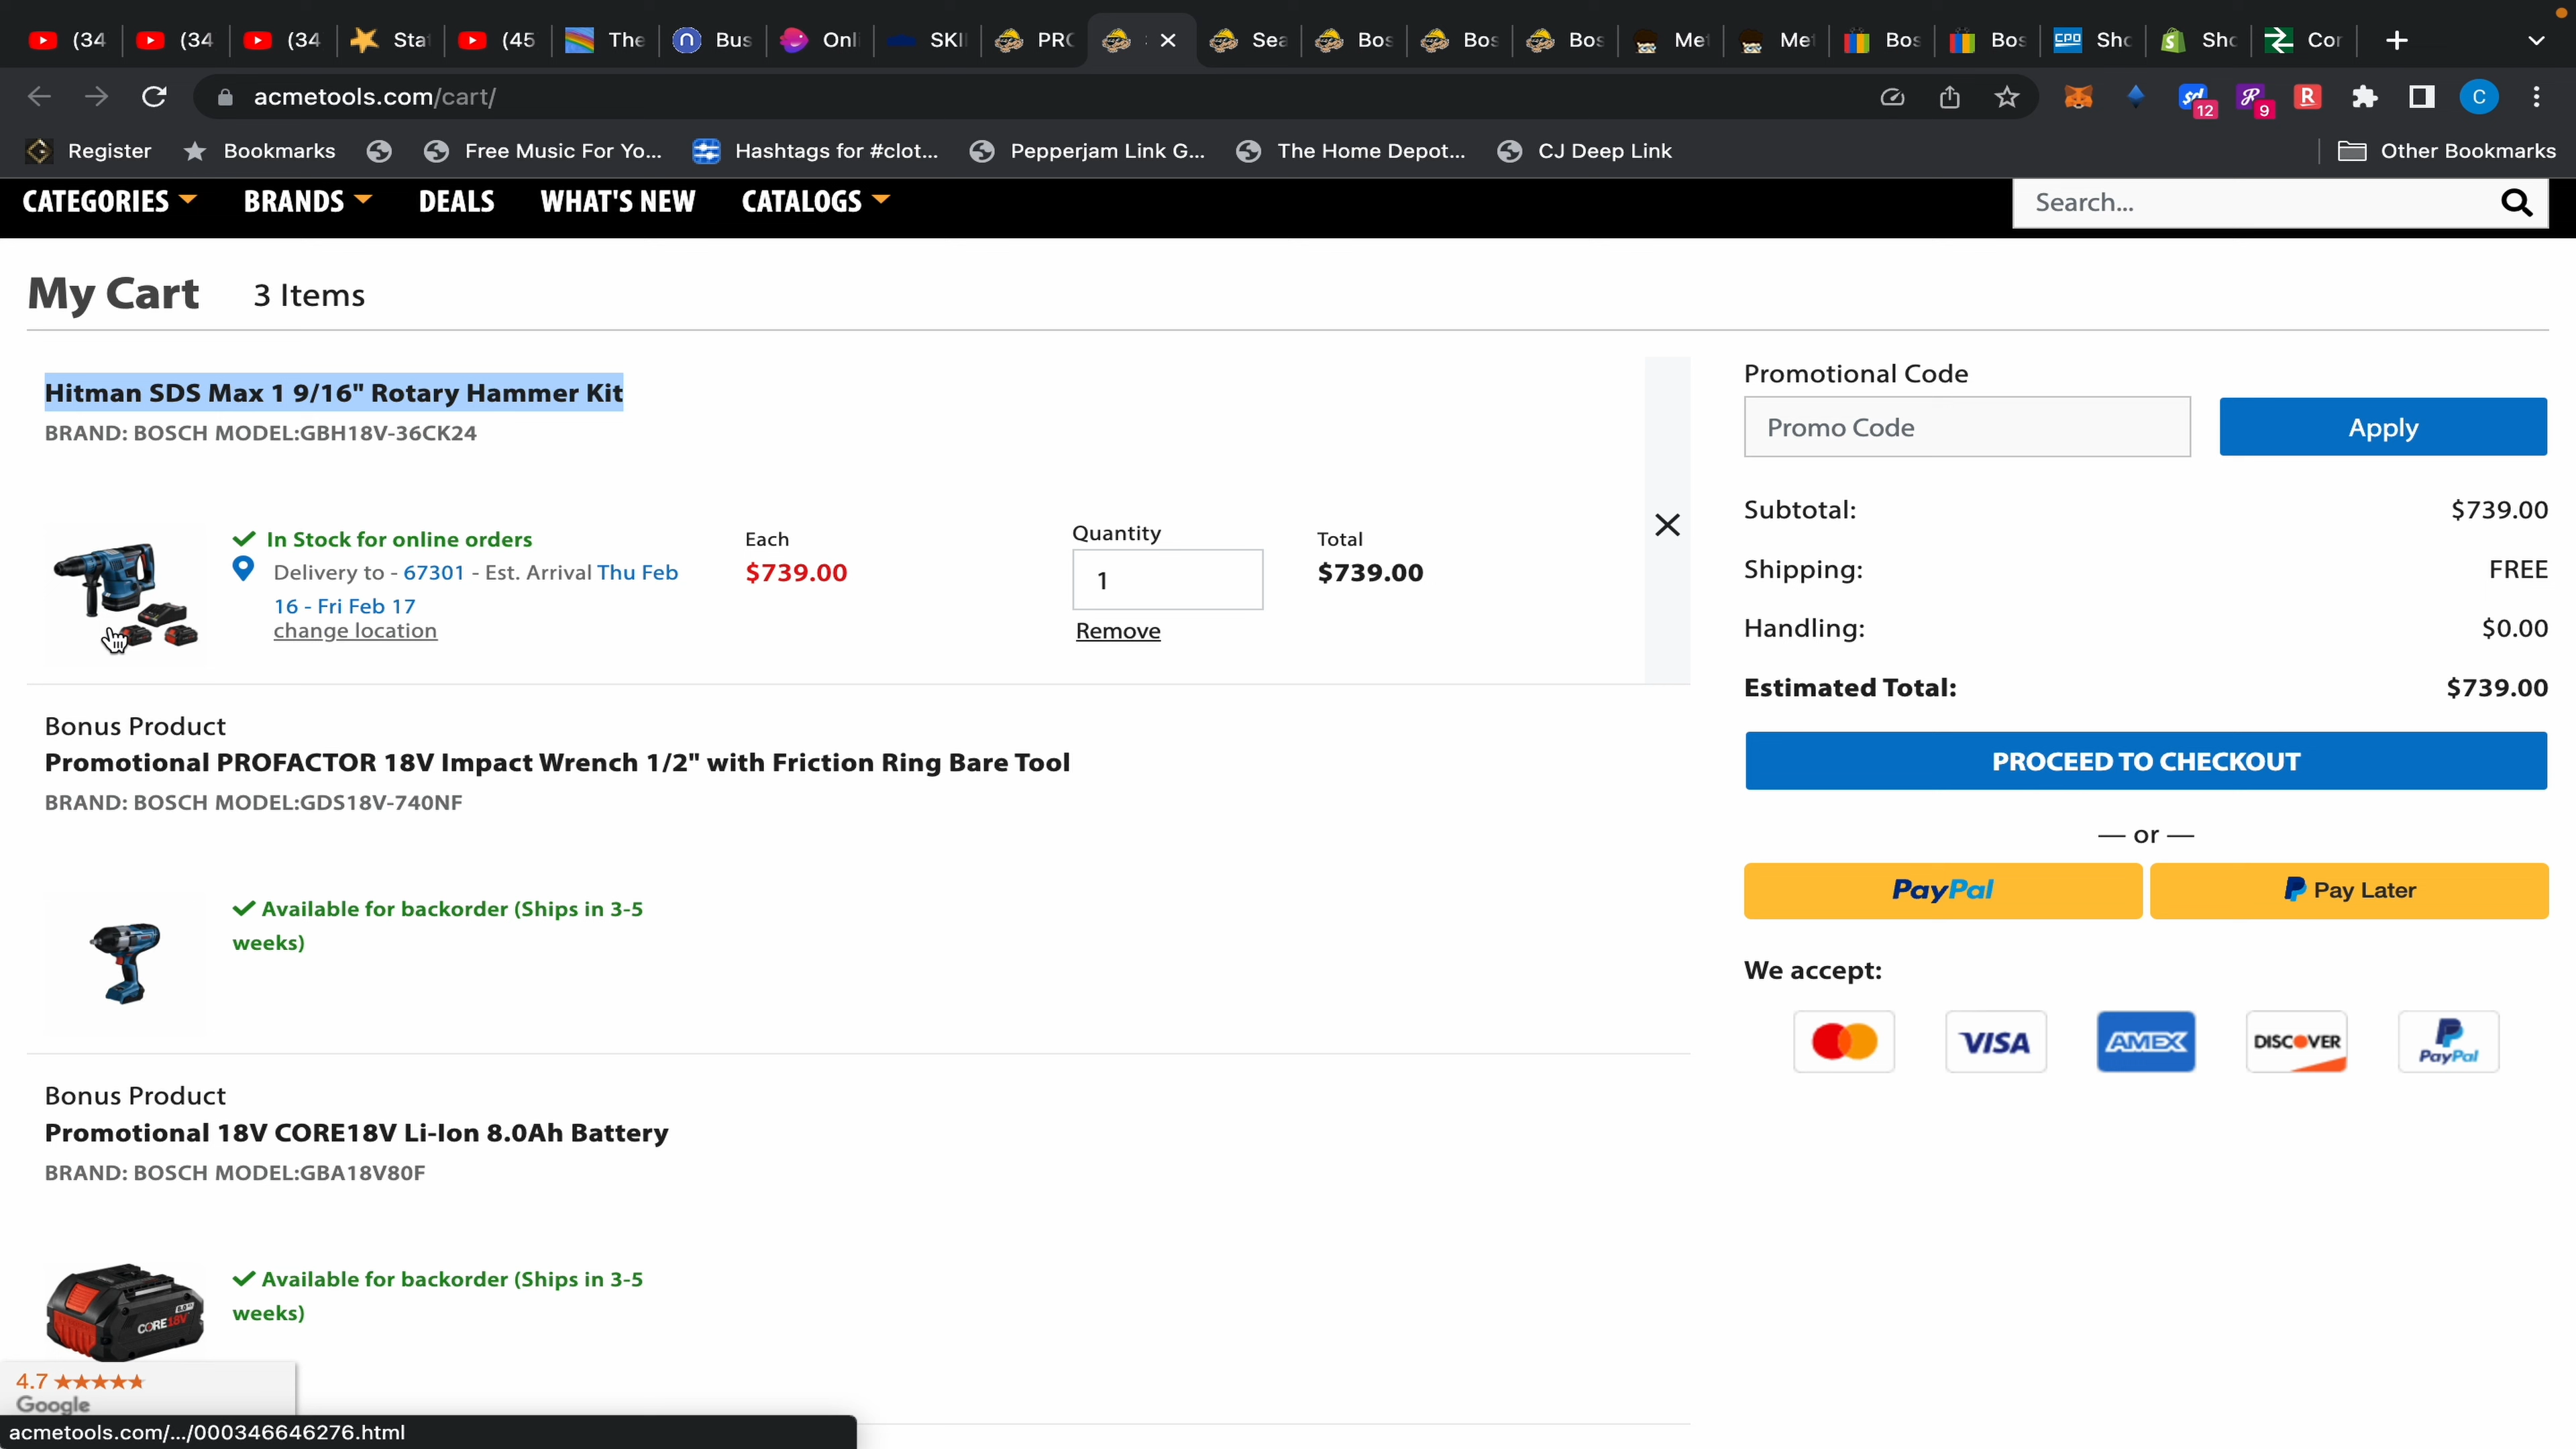 (34
(34
(34
Sta
(45
The
Bus
Onl
SKI
PRO
Sea
Bos
Bos
Bos
Met
Met
Bos
Bos
CPO
Sho
Sho
Cor
acmetools.com/cart/
12
9
R
C
Register
Bookmarks
Free Music For Yo...
Hashtags for #clot...
Pepperjam Link G...
The Home Depot...
CJ Deep Link
Other Bookmarks
CATEGORIES
BRANDS
DEALS
WHAT'S NEW
CATALOGS
Search...
My Cart
3 Items
Hitman SDS Max 1 9/16" Rotary Hammer Kit
BRAND: BOSCH MODEL:GBH18V-36CK24
In Stock for online orders
Delivery to - 67301 - Est. Arrival Thu Feb
16 - Fri Feb 17
change location
Each
$739.00
Quantity
1
Remove
Total
$739.00
Bonus Product
Promotional PROFACTOR 18V Impact Wrench 1/2" with Friction Ring Bare Tool
BRAND: BOSCH MODEL:GDS18V-740NF
Available for backorder (Ships in 3-5
weeks)
Bonus Product
Promotional 18V CORE18V Li-Ion 8.0Ah Battery
BRAND: BOSCH MODEL:GBA18V80F
CORE18V
Available for backorder (Ships in 3-5
weeks)
Promotional Code
Promo Code
Apply
Subtotal:
$739.00
Shipping:
FREE
Handling:
$0.00
Estimated Total:
$739.00
PROCEED TO CHECKOUT
— or —
PayPal
Pay Later
We accept:
VISA
AMEX
DISCOVER
PayPal
4.7
Google
acmetools.com/.../000346646276.html